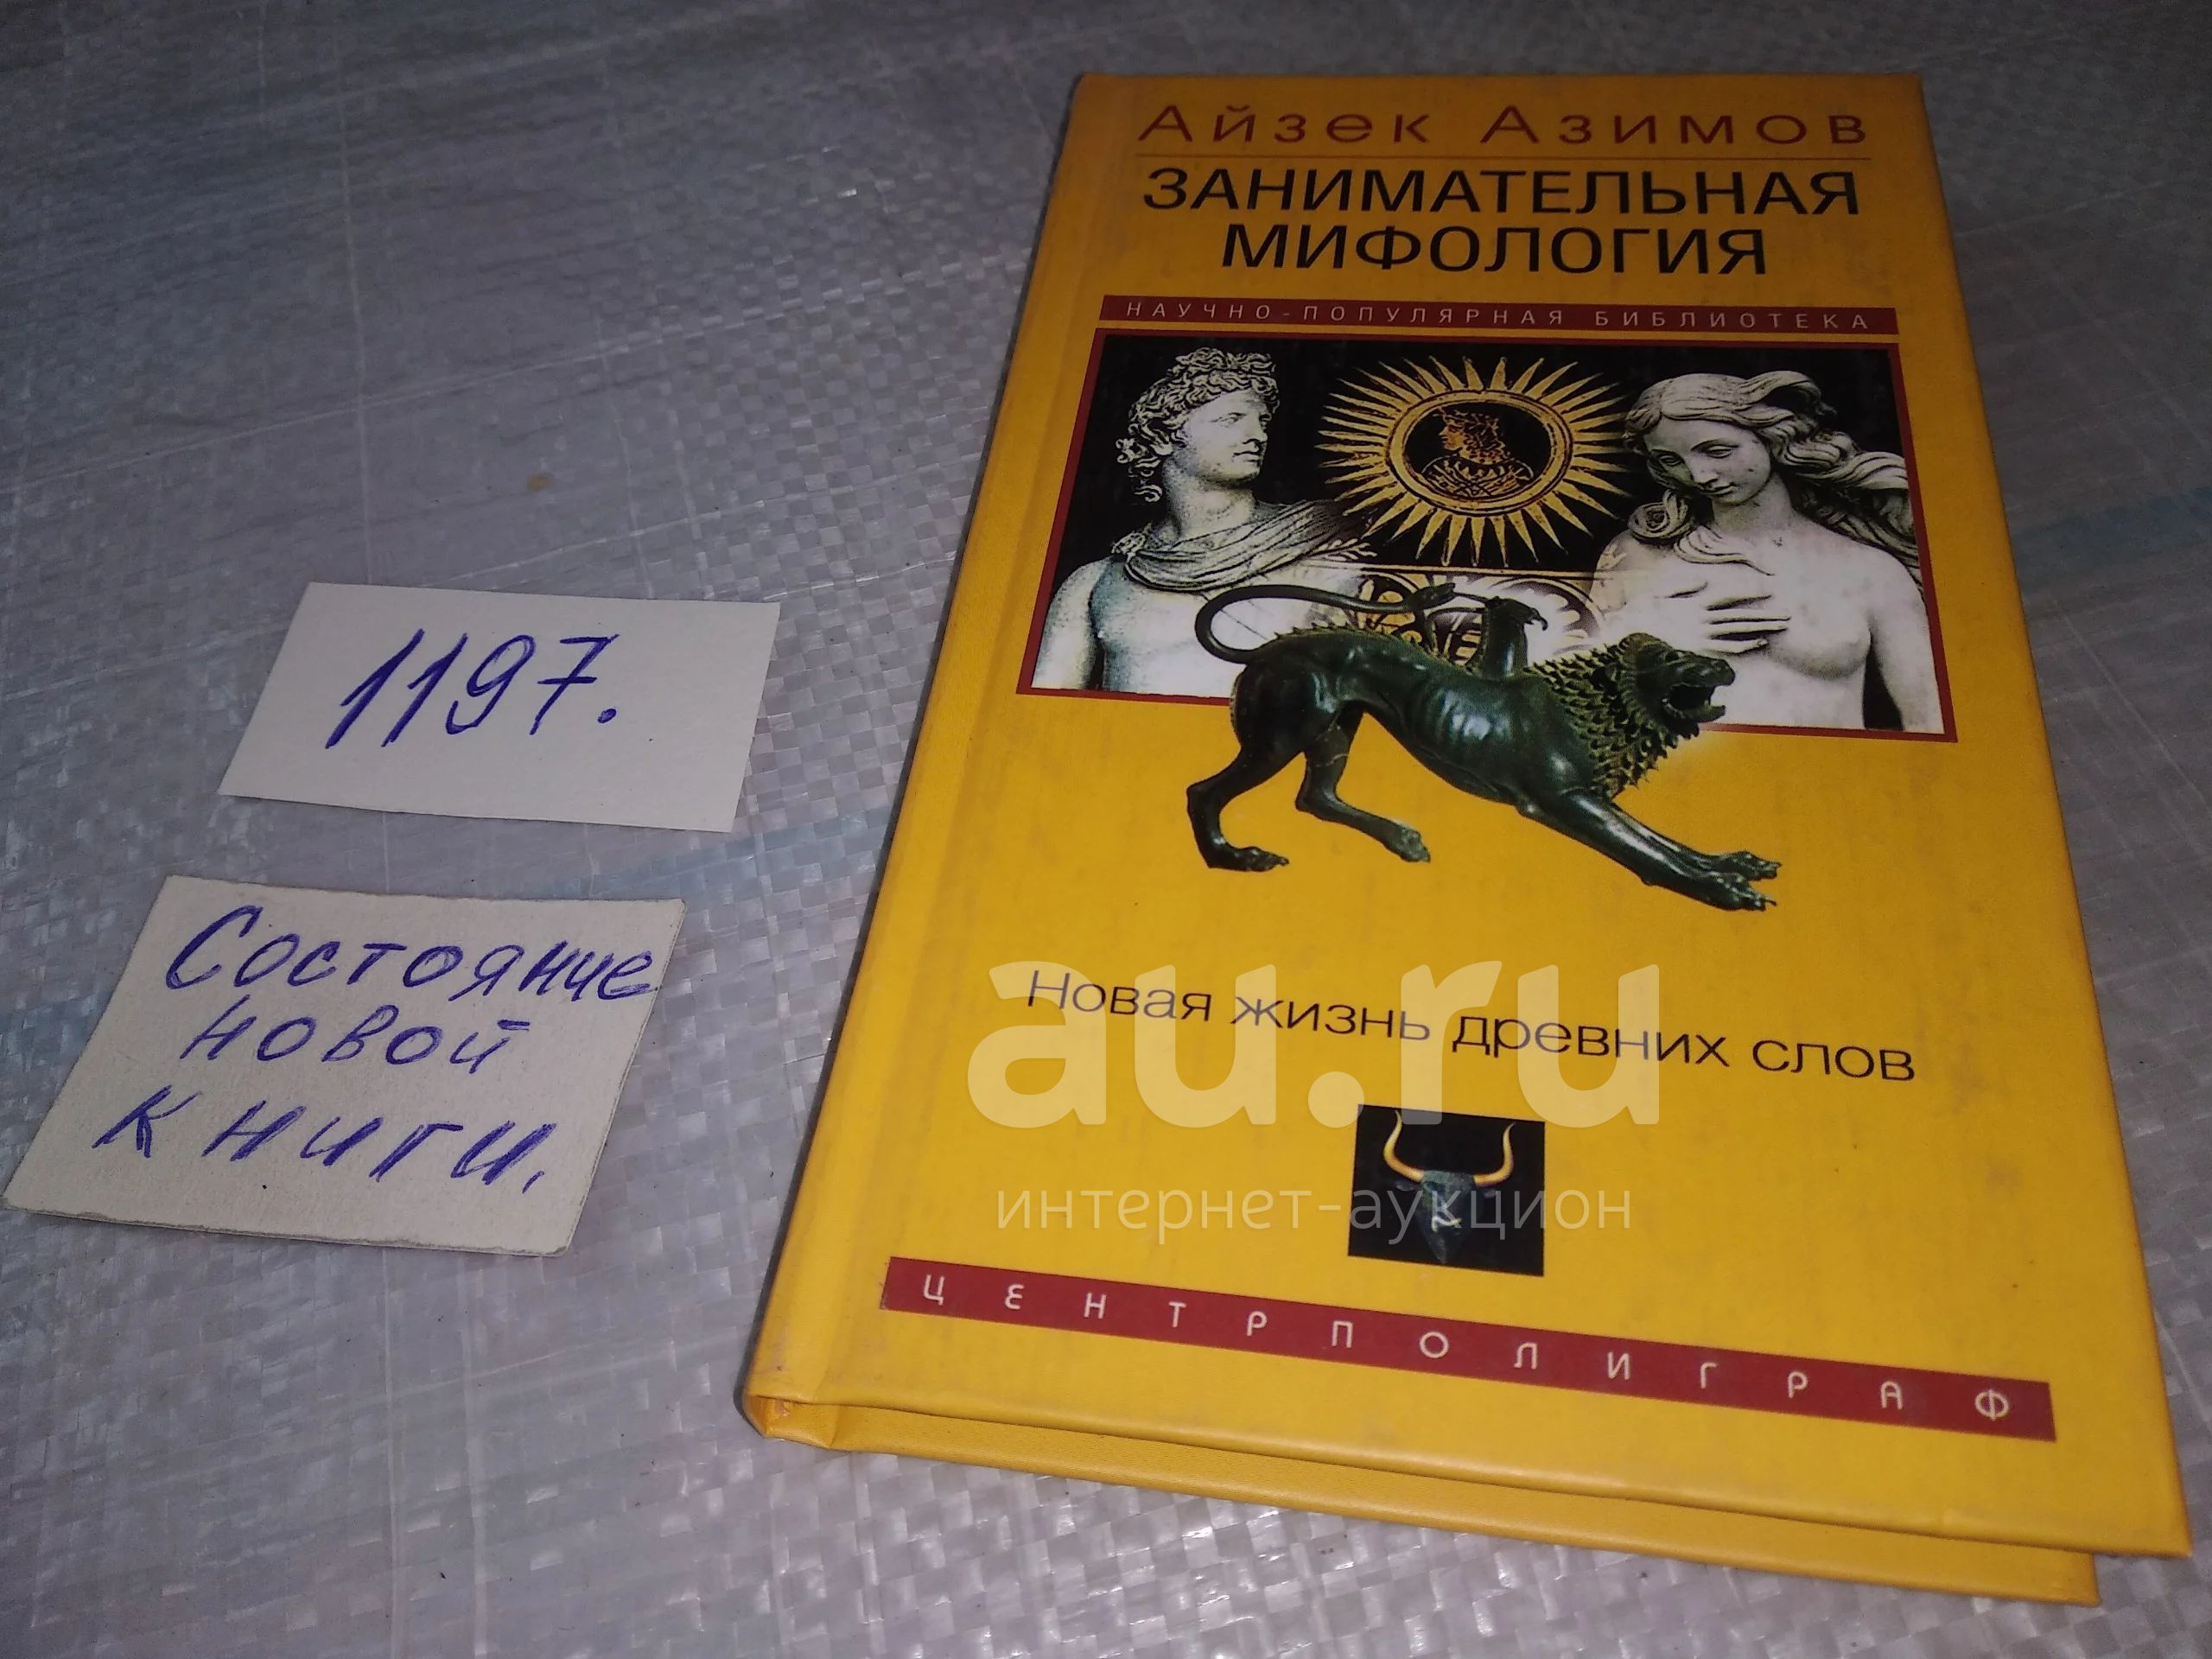 Айзек Азимов
ЗАНИМАТЕЛЬНАЯ
МИФОЛОГИЯ
НАУЧНО-ПОПУЛЯРНАЯ БИБЛИОТЕКА
1197.
Состояние
новой
книги.
Новая жизнь древних слов
au.ru
интернет-аукцион
ЦЕНТРПОЛИГРАФ